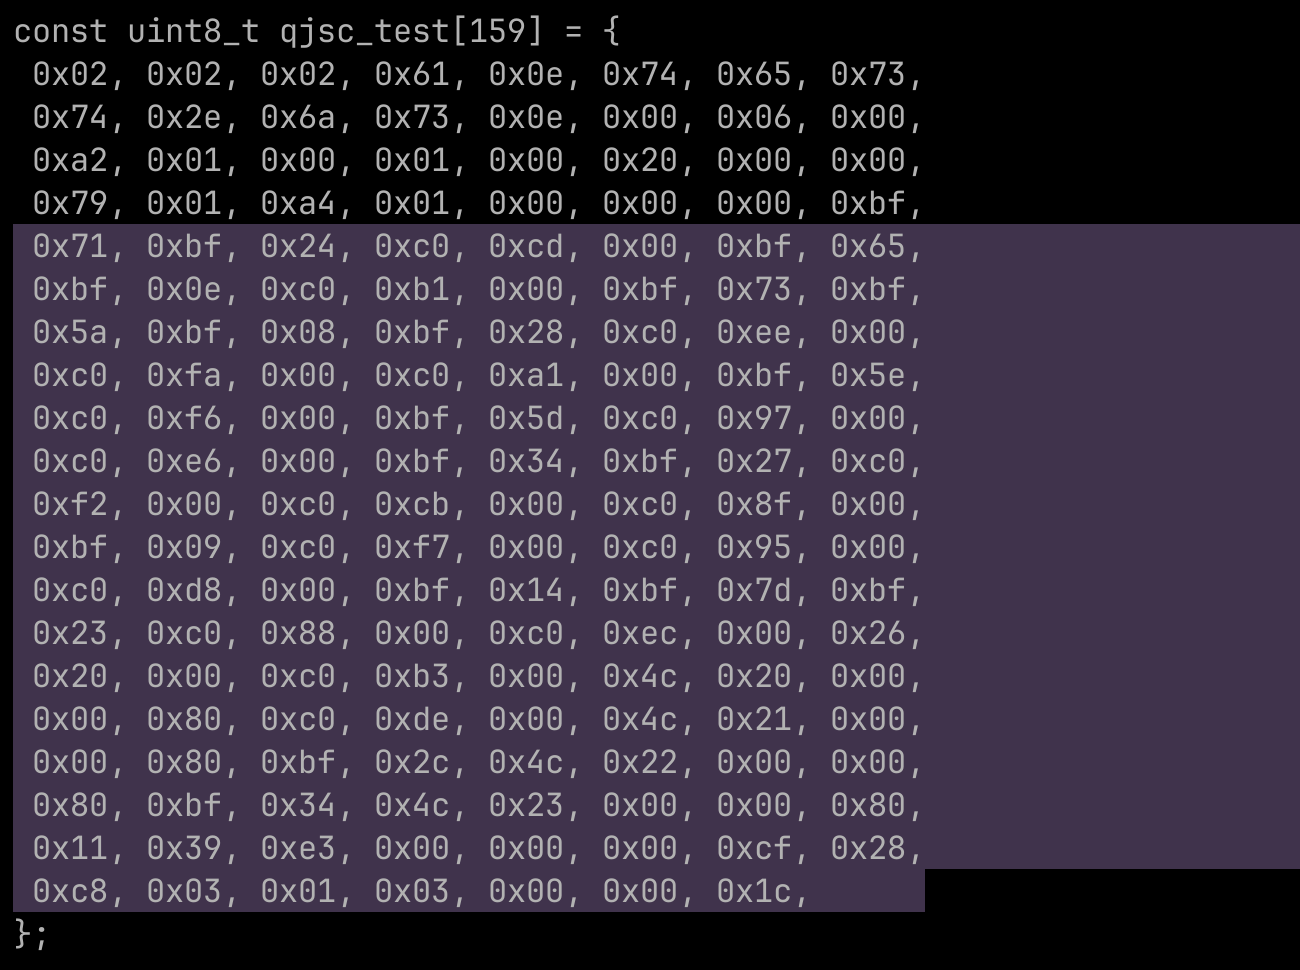 const uint8_t qjsc_test[159] = {
 0x02, 0x02, 0x02, 0x61, 0x0e, 0x74, 0x65, 0x73,
 0x74, 0x2e, 0x6a, 0x73, 0x0e, 0x00, 0x06, 0x00,
 0xa2, 0x01, 0x00, 0x01, 0x00, 0x20, 0x00, 0x00,
 0x79, 0x01, 0xa4, 0x01, 0x00, 0x00, 0x00, 0xbf,
 0x71, 0xbf, 0x24, 0xc0, 0xcd, 0x00, 0xbf, 0x65,
 0xbf, 0x0e, 0xc0, 0xb1, 0x00, 0xbf, 0x73, 0xbf,
 0x5a, 0xbf, 0x08, 0xbf, 0x28, 0xc0, 0xee, 0x00,
 0xc0, 0xfa, 0x00, 0xc0, 0xa1, 0x00, 0xbf, 0x5e,
 0xc0, 0xf6, 0x00, 0xbf, 0x5d, 0xc0, 0x97, 0x00,
 0xc0, 0xe6, 0x00, 0xbf, 0x34, 0xbf, 0x27, 0xc0,
 0xf2, 0x00, 0xc0, 0xcb, 0x00, 0xc0, 0x8f, 0x00,
 0xbf, 0x09, 0xc0, 0xf7, 0x00, 0xc0, 0x95, 0x00,
 0xc0, 0xd8, 0x00, 0xbf, 0x14, 0xbf, 0x7d, 0xbf,
 0x23, 0xc0, 0x88, 0x00, 0xc0, 0xec, 0x00, 0x26,
 0x20, 0x00, 0xc0, 0xb3, 0x00, 0x4c, 0x20, 0x00,
 0x00, 0x80, 0xc0, 0xde, 0x00, 0x4c, 0x21, 0x00,
 0x00, 0x80, 0xbf, 0x2c, 0x4c, 0x22, 0x00, 0x00,
 0x80, 0xbf, 0x34, 0x4c, 0x23, 0x00, 0x00, 0x80,
 0x11, 0x39, 0xe3, 0x00, 0x00, 0x00, 0xcf, 0x28,
 0xc8, 0x03, 0x01, 0x03, 0x00, 0x00, 0x1c,
};